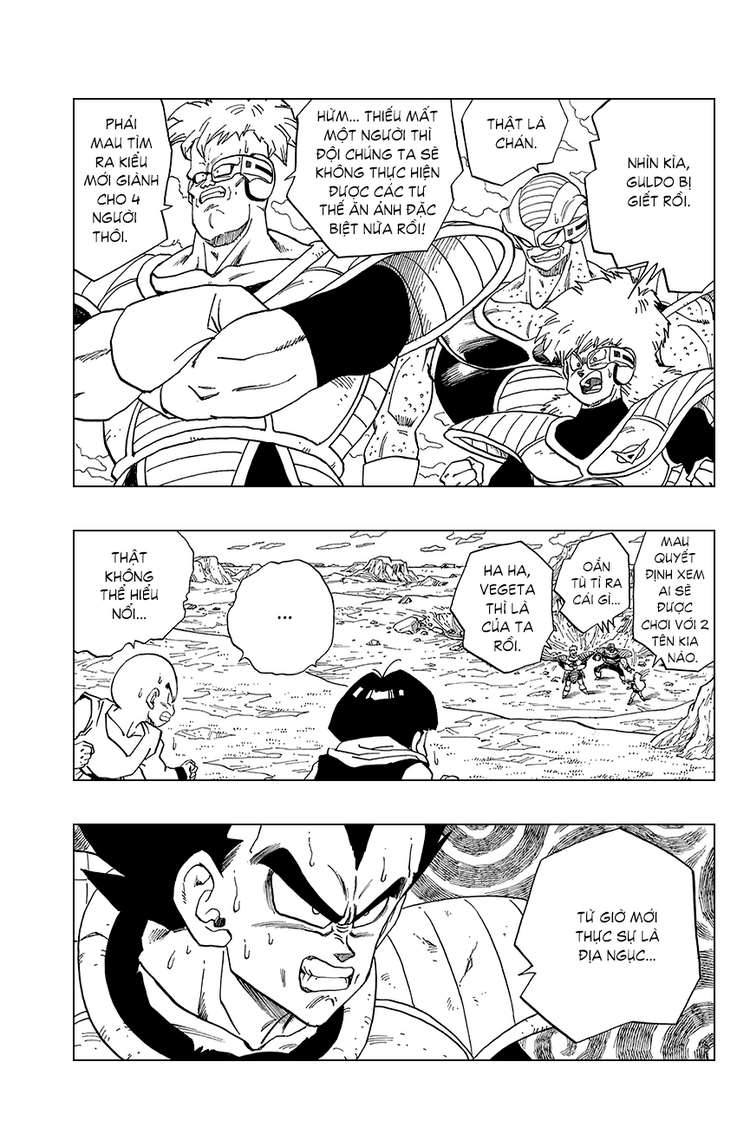 NHÌN KÌA,
GULDO BỊ
GIẾT RỒI.
THẬT LÀ
CHÁN.
HỪM... THIẾU MẤT
MỘT NGƯỜI THÌ
ĐỘI CHÚNG TA SẼ
KHÔNG THỰC HIỆN
ĐƯỢC CÁC TƯ
THẾ ĂN ẢNH ĐẶC
BIỆT NỮA RỒI!
PHẢI
MAU TÌM
RA KIỂU
MỚI GIÀNH
CHO 4
NGƯỜI
THÔI.
MAU
QUYẾT
ĐỊNH XEM
AI SẼ
ĐƯỢC
CHƠI VỚI 2
TÊN KIA
NÀO.
OẲN
TÙ TÌ RA
CÁI GÌ...
HA HA,
VEGETA
THÌ LÀ
CỦA TA
RỒI.
...
THẬT
KHÔNG
THỂ HIỂU
NỔI...
TỪ GIỜ MỚI
THỰC SỰ LÀ
ĐỊA NGỤC...